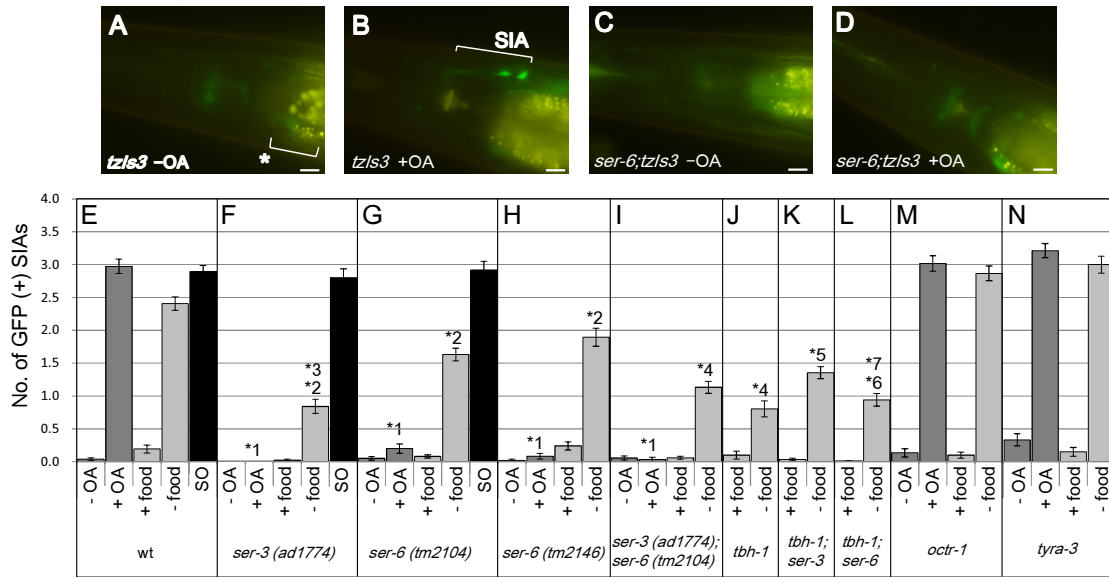 A
B
SIA
C
D
*
tzIs3 –OA
tzIs3 +OA
ser-6;tzIs3 –OA
ser-6;tzIs3 +OA
No. of GFP (+) SIAs
4.0
3.5
3.0
2.5
2.0
1.5
1.0
0.5
0.0
E
F
G
H
I
J
K
L
M
N
*1
*3
*2
*1
*2
*1
*2
*1
*4
*4
*5
*7
*6
- OA
+ OA
+ food
- food
SO
- OA
+ OA
+ food
- food
SO
- OA
+ OA
+ food
- food
SO
- OA
+ OA
+ food
- food
- OA
+ OA
+ food
- food
+ food
- food
+ food
- food
+ food
- food
- OA
+ OA
+ food
- food
- OA
+ OA
+ food
- food
wt
ser-3 (ad1774)
ser-6 (tm2104)
ser-6 (tm2146)
ser-3 (ad1774);
ser-6 (tm2104)
tbh-1
tbh-1;
ser-3
tbh-1;
ser-6
octr-1
tyra-3